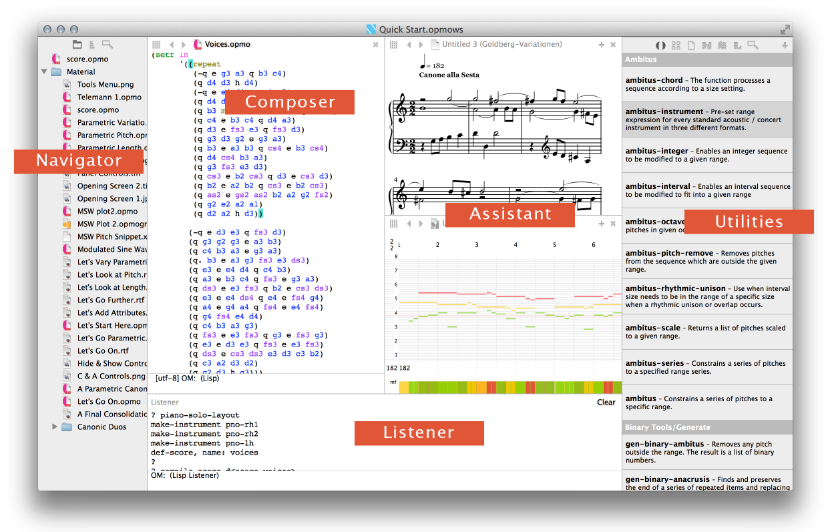 Quick Start.opmows
score.opmo
Material
Tools Menu.png
Telemann 1.opmo
score.opmo
Parametric Variatio.
Parametric Pitch.opr
Parametric Length.c
Navigator
Opening Screen 2.ti
Opening Screen 1.jp
MSW plot2.opmo
MSW Plot 2.opmogr
MSW Pitch Snippet.x
Modulated Sine Wav
Let's Vary Parametri
Let's Look at Pitch.r
Let's Look at Length.
Let's Go Further.rtf
Let's Add Attributes.
Let's Start Here.opm
Let's Go Parametric.
Let's Go On.rtf
Hide & Show Contro
C & A Controls.png
A Parametric Canon
Let's Go On.opmo
A Final Consolidatio
Canonic Duos
Voices.opmo
(setf in
'((repeat
(-q e g3 a3 q b3 c4)
(q d4 d3 h d4)
Composer
(q c4 e b3 c4 q d4 a3)
(q d3 e fs3 e3 q fs3 d3)
(q g3 d3 g2 e g3 a3)
(q b3 e a3 b3 q cs4 e b3 cs4)
(q d4 cs4 b3 a3)
(q g3 fs3 e3 d3)
(q cs3 e b2 cs3 q d3 e cs3 d3)
(q b2 e a2 b2 q cs3 e b2 cs3)
(q as2 e gs2 as2 b2 a2 g2 fs2)
(q g2 e2 a2 a1)
(q d2 a2 h d3))
(-q e d3 e3 q fs3 d3)
(q g3 g2 g3 e a3 b3)
(q c4 b3 a3 e g3 a3)
(q. b3 e a3 g3 fs3 e3 ds3)
(q e3 e e4 d4 q c4 b3)
(q a3 e b3 c4 q fs3 e g3 a3)
(q ds3 e e3 fs3 q b2 e cs3 ds3)
(q e3 e e4 ds4 q e4 e fs4 g4)
(q a4 e g4 a4 q fs4 e e4 fs4)
(q g4 fs4 e4 d4)
(q c4 b3 a3 g3)
(q fs3 e e3 fs3 q g3 e fs3 g3)
(q e3 e d3 e3 q fs3 e e3 fs3)
(q ds3 e cs3 ds3 e3 d3 c3 b2)
(q c3 a2 d3 d2)
[utf-8] OM: (Lisp)
Untitled 3 (Goldberg-Variationen)
= 182
Canone alla Sesta
4
Assistant
2
2
1
2
3
4
5
6
8
7
6
5
4
3
2
1
182 182
mf
Ambitus
ambitus-chord – The function processes a
sequence according to a size setting.
ambitus-instrument – Pre-set range
expression for every standard acoustic / concert
instrument in three different formats.
ambitus-integer – Enables an integer sequence
to be modified to a given range.
ambitus-interval – Enables an interval sequence
to be modified to fit into a given range
ambitus-octave
Utilities
pitches in given oc
ambitus-pitch-remove – Removes pitches
from the sequence which are outside the given
range.
ambitus-rhythmic-unison – Use when interval
size needs to be in the range of a specific size
when a rhythmic unison or overlap occurs.
ambitus-scale – Returns a list of pitches scaled
to a given range.
ambitus-series – Constrains a series of pitches
to a specified range series.
ambitus – Constrains a series of pitches to a
specific range.
Binary Tools/Generate
gen-binary-ambitus – Removes any pitch
outside the range. The result is a list of binary
numbers.
gen-binary-anacrusis – Finds and preserves
the end of a series of repeated items and replacing
Listener
Clear
? piano-solo-layout
make-instrument pno-rh1
make-instrument pno-rh2
make-instrument pno-lh
def-score, name: voices
?
Listener
OM: (Lisp Listener)